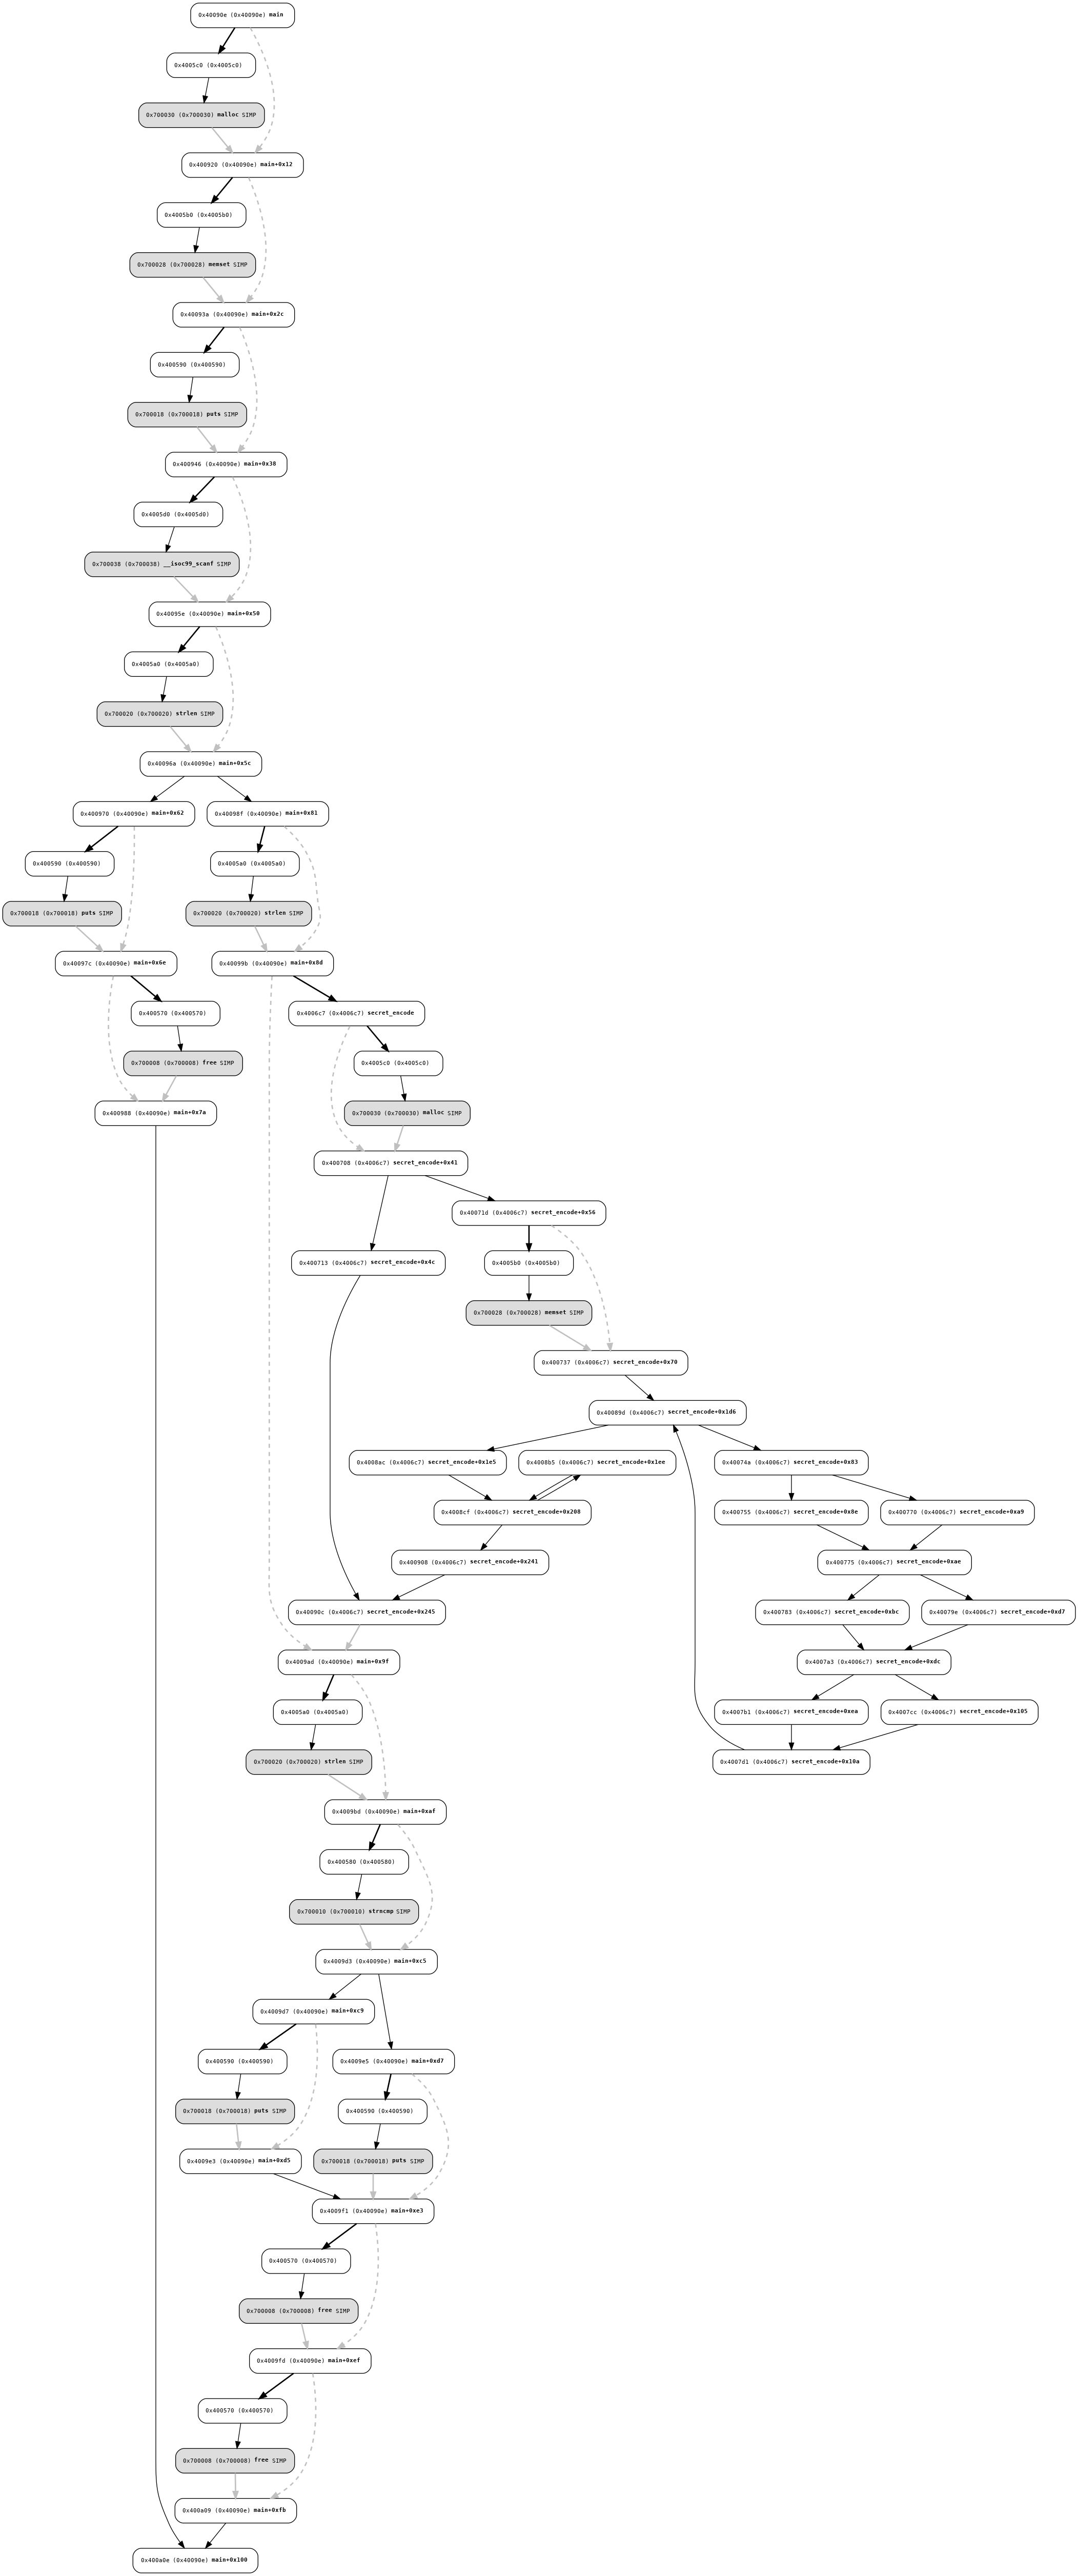 0x40090e (0x40090e) main
0x4005c0 (0x4005c0)
0x700030 (0x700030) malloc SIMP
0x400920 (0x40090e) main+0x12
0x4005b0 (0x4005b0)
0x700028 (0x700028) memset SIMP
0x40093a (0x40090e) main+0x2c
0x400590 (0x400590)
0x700018 (0x700018) puts SIMP
0x400946 (0x40090e) main+0x38
0x4005d0 (0x4005d0)
0x700038 (0x700038) __isoc99_scanf SIMP
0x40095e (0x40090e) main+0x50
0x4005a0 (0x4005a0)
0x700020 (0x700020) strlen SIMP
0x40096a (0x40090e) main+0x5c
0x400970 (0x40090e) main+0x62
0x40098f (0x40090e) main+0x81
0x400590 (0x400590)
0x4005a0 (0x4005a0)
0x700018 (0x700018) puts SIMP
0x700020 (0x700020) strlen SIMP
0x40097c (0x40090e) main+0x6e
0x40099b (0x40090e) main+0x8d
0x400570 (0x400570)
0x4006c7 (0x4006c7) secret_encode
0x700008 (0x700008) free SIMP
0x4005c0 (0x4005c0)
0x400988 (0x40090e) main+0x7a
0x700030 (0x700030) malloc SIMP
0x400708 (0x4006c7) secret_encode+0x41
0x40071d (0x4006c7) secret_encode+0x56
0x400713 (0x4006c7) secret_encode+0x4c
0x4005b0 (0x4005b0)
0x700028 (0x700028) memset SIMP
0x400737 (0x4006c7) secret_encode+0x70
0x40089d (0x4006c7) secret_encode+0x1d6
0x4008ac (0x4006c7) secret_encode+0x1e5
0x4008b5 (0x4006c7) secret_encode+0x1ee
0x40074a (0x4006c7) secret_encode+0x83
0x4008cf (0x4006c7) secret_encode+0x208
0x400755 (0x4006c7) secret_encode+0x8e
0x400770 (0x4006c7) secret_encode+0xa9
0x400908 (0x4006c7) secret_encode+0x241
0x400775 (0x4006c7) secret_encode+0xae
0x40090c (0x4006c7) secret_encode+0x245
0x400783 (0x4006c7) secret_encode+0xbc
0x40079e (0x4006c7) secret_encode+0xd7
0x4009ad (0x40090e) main+0x9f
0x4007a3 (0x4006c7) secret_encode+0xdc
0x4005a0 (0x4005a0)
0x4007b1 (0x4006c7) secret_encode+0xea
0x4007cc (0x4006c7) secret_encode+0x105
0x700020 (0x700020) strlen SIMP
0x4007d1 (0x4006c7) secret_encode+0x10a
0x4009bd (0x40090e) main+0xaf
0x400580 (0x400580)
0x700010 (0x700010) strncmp SIMP
0x4009d3 (0x40090e) main+0xc5
0x4009d7 (0x40090e) main+0xc9
0x4009e5 (0x40090e) main+0xd7
0x400590 (0x400590)
0x400590 (0x400590)
0x700018 (0x700018) puts SIMP
0x4009e3 (0x40090e) main+0xd5
0x700018 (0x700018) puts SIMP
0x4009f1 (0x40090e) main+0xe3
0x400570 (0x400570)
0x700008 (0x700008) free SIMP
0x4009fd (0x40090e) main+0xef
0x400570 (0x400570)
0x700008 (0x700008) free SIMP
0x400a09 (0x40090e) main+0xfb
0x400a0e (0x40090e) main+0x100